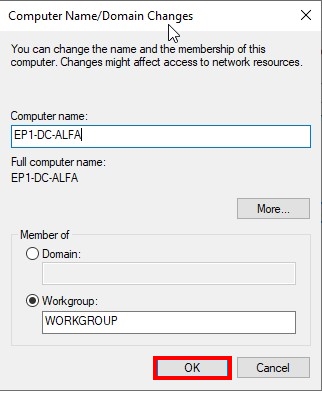 Computer Name/Domain Changes
You can change the name and the membership of this
computer. Changes might affect access to network resources.
Computer name:
EP1-DC-ALFA
Full computer name:
EP1-DC-ALFA
More...
Member of
Domain:
Workgroup:
WORKGROUP
OK
Cancel